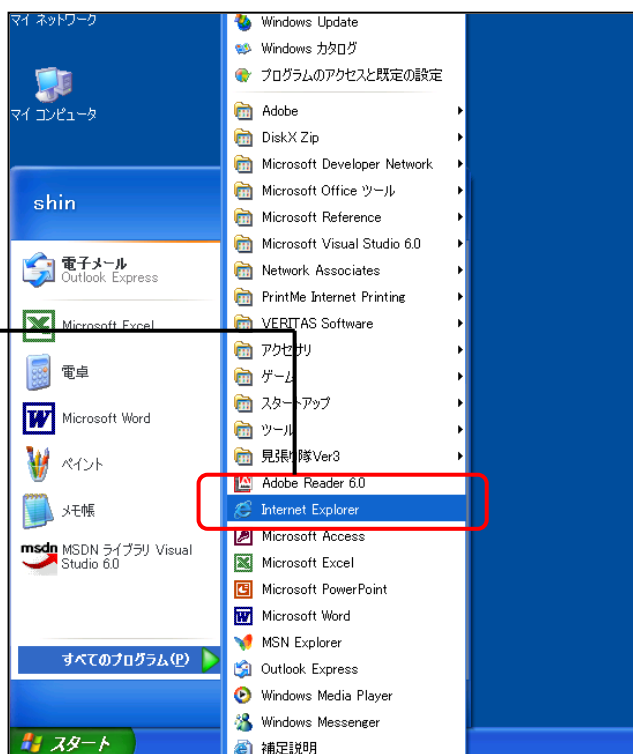 マイ ネットワーク
マイ コンピュータ
shin
電子メール
Outlook Express
Microsoft Excel
電卓
Microsoft Word
ペイント
メモ帳
msdn
MSDN ライブラリ Visual
Studio 6.0
すべてのプログラム(P)
スタート
Windows Update
Windows カタログ
プログラムのアクセスと既定の設定
Adobe
DiskX Zip
Microsoft Developer Network
Microsoft Office ツール
Microsoft Reference
Microsoft Visual Studio 6.0
Network Associates
PrintMe Internet Printing
VERITAS Software
アクセサリ
ゲーム
スタートアップ
ツール
見張り隊Ver3
Adobe Reader 6.0
Internet Explorer
Microsoft Access
Microsoft Excel
Microsoft PowerPoint
Microsoft Word
MSN Explorer
Outlook Express
Windows Media Player
Windows Messenger
補足説明